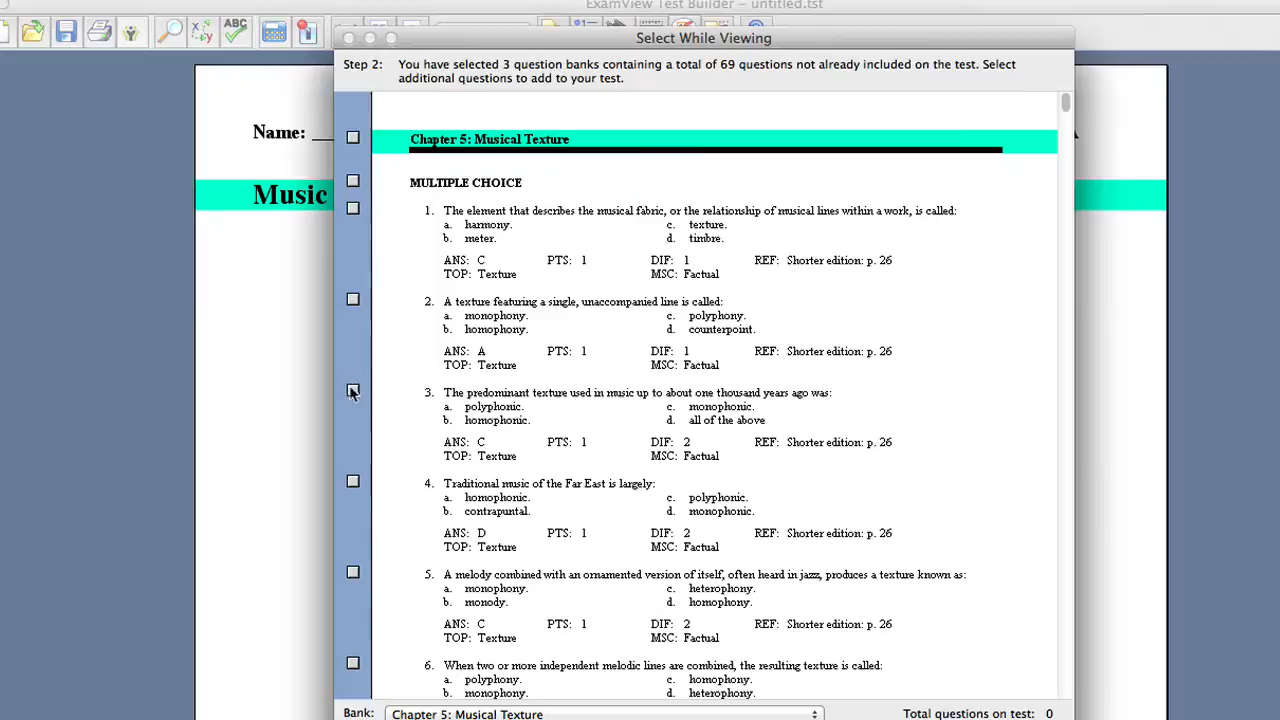 ExamView Test Builder – untitled.tst
ABC
Select While Viewing
Step 2: You have selected 3 question banks containing a total of 69 questions not already included on the test. Select
additional questions to add to your test.
Name:
Music
Chapter 5: Musical Texture
MULTIPLE CHOICE
1. The element that describes the musical fabric, or the relationship of musical lines within a work, is called:
a. harmony. c. texture.
b. meter. d. timbre.
ANS: C PTS: 1 DIF: 1 REF: Shorter edition: p. 26
TOP: Texture MSC: Factual
2. A texture featuring a single, unaccompanied line is called:
a. monophony. c. polyphony.
b. homophony. d. counterpoint.
ANS: A PTS: 1 DIF: 1 REF: Shorter edition: p. 26
TOP: Texture MSC: Factual
3. The predominant texture used in music up to about one thousand years ago was:
a. polyphonic. c. monophonic.
b. homophonic. d. all of the above
ANS: C PTS: 1 DIF: 2 REF: Shorter edition: p. 26
TOP: Texture MSC: Factual
4. Traditional music of the Far East is largely:
a. homophonic. c. polyphonic.
b. contrapuntal. d. monophonic.
ANS: D PTS: 1 DIF: 2 REF: Shorter edition: p. 26
TOP: Texture MSC: Factual
5. A melody combined with an ornamented version of itself, often heard in jazz, produces a texture known as:
a. monophony. c. heterophony.
b. monody. d. homophony.
ANS: C PTS: 1 DIF: 2 REF: Shorter edition: p. 26
TOP: Texture MSC: Factual
6. When two or more independent melodic lines are combined, the resulting texture is called:
a. polyphony. c. homophony.
b. monophony. d. heterophony.
Bank: Chapter 5: Musical Texture Total questions on test: 0